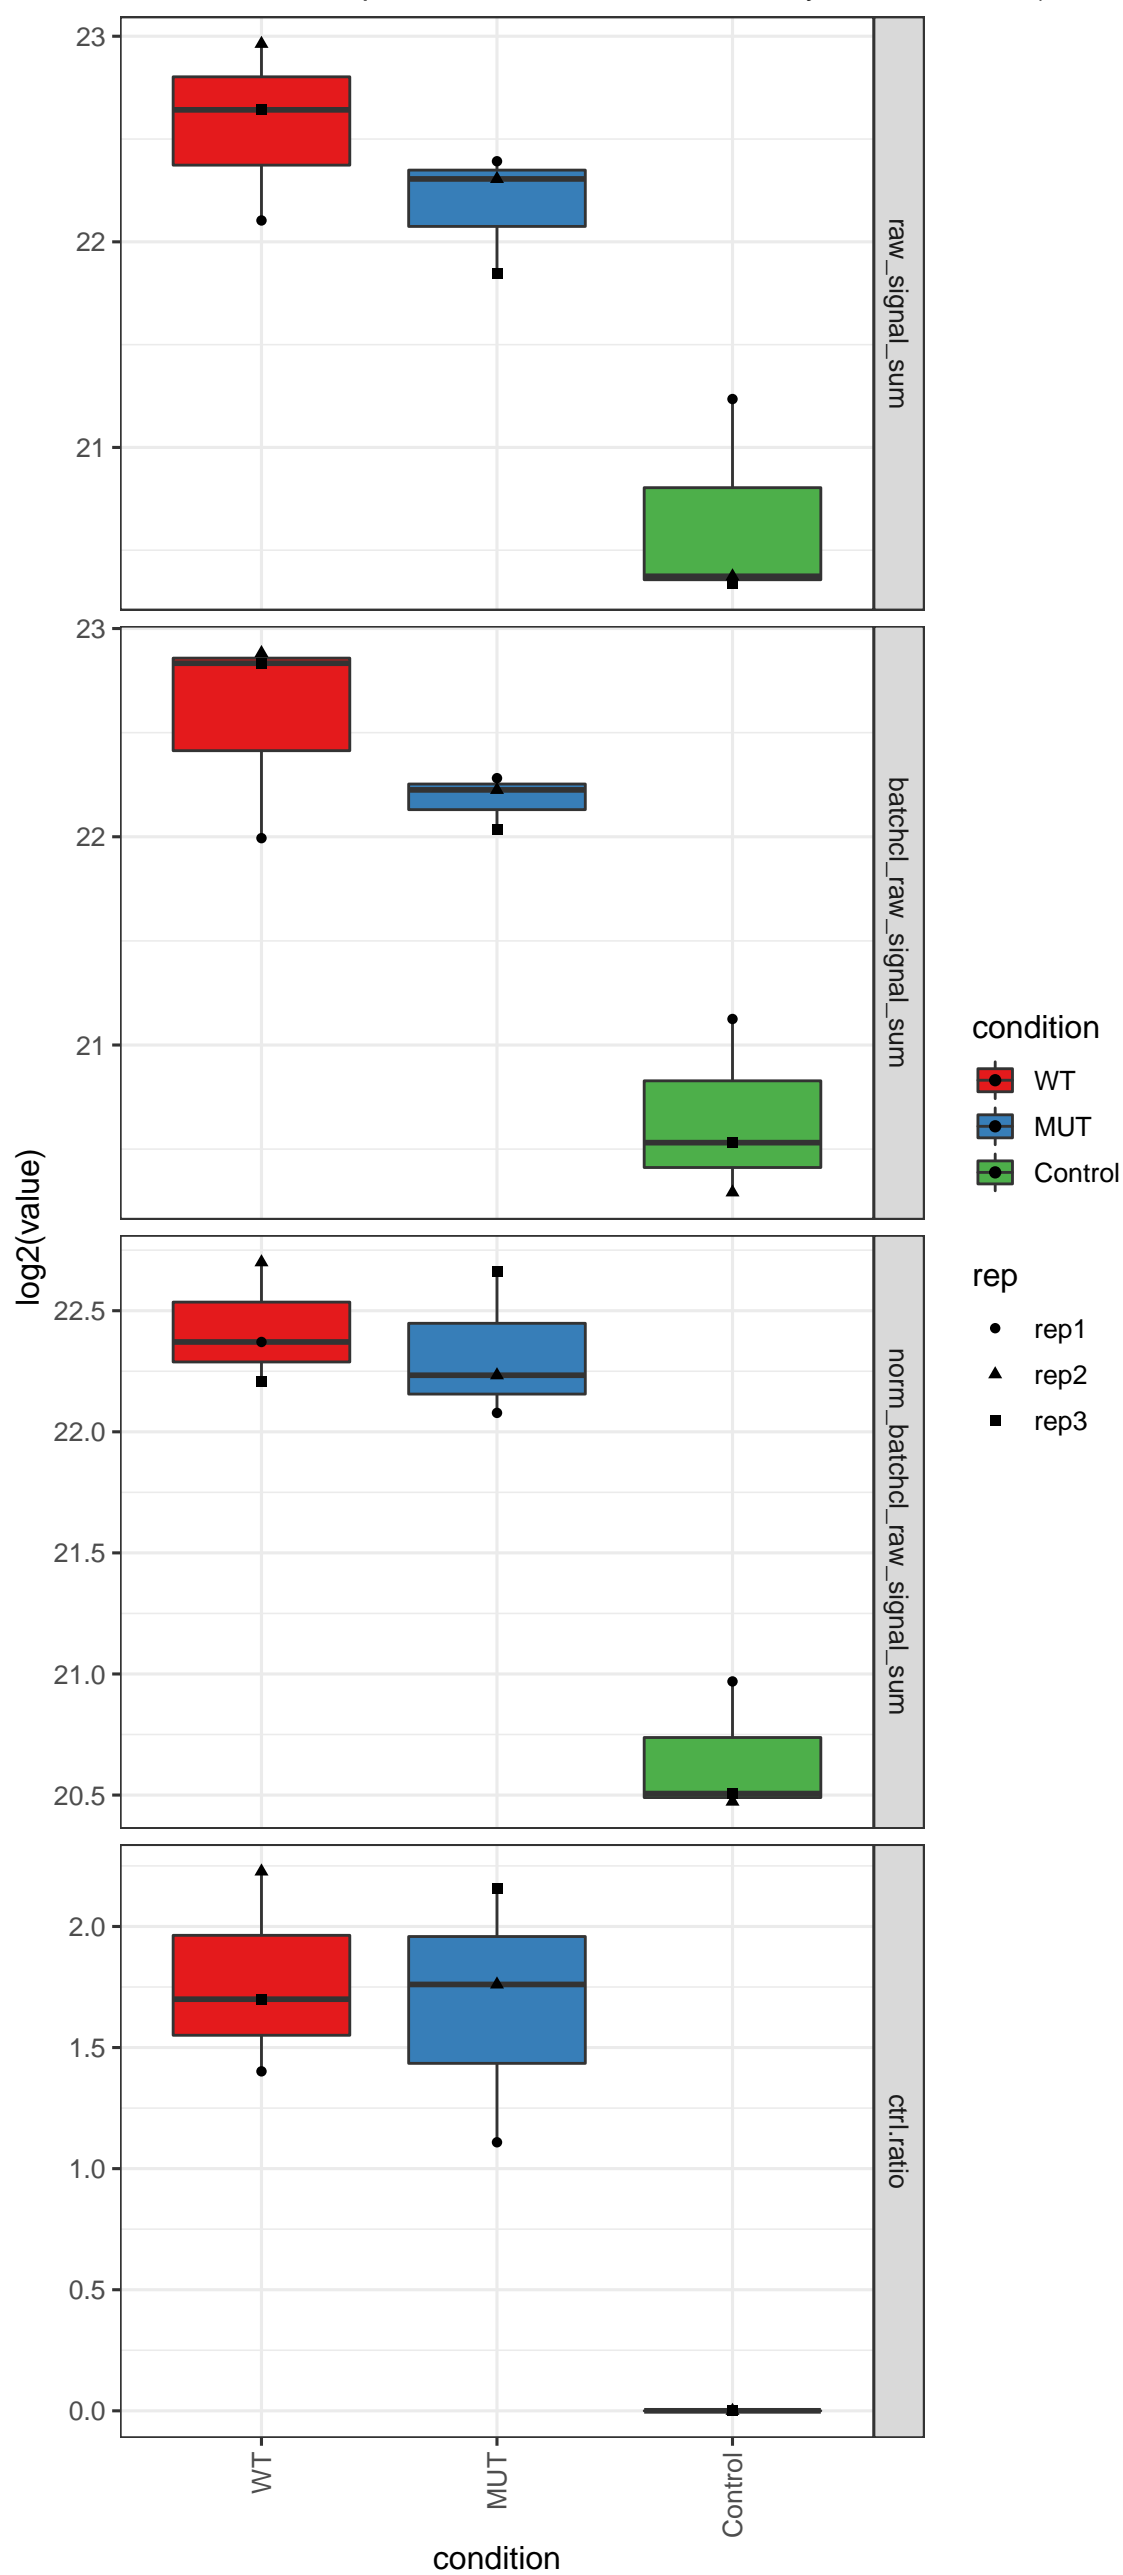 23
22
21
raw_signal_sum
23
22
21
batchcl_raw_signal_sum
22.5
22.0
21.5
21.0
20.5
norm_batchcl_raw_signal_sum
2.0
1.5
1.0
0.5
0.0
ctrl.ratio
log2(value)
WT
MUT
Control
condition
condition
WT
MUT
Control
rep
rep1
rep2
rep3